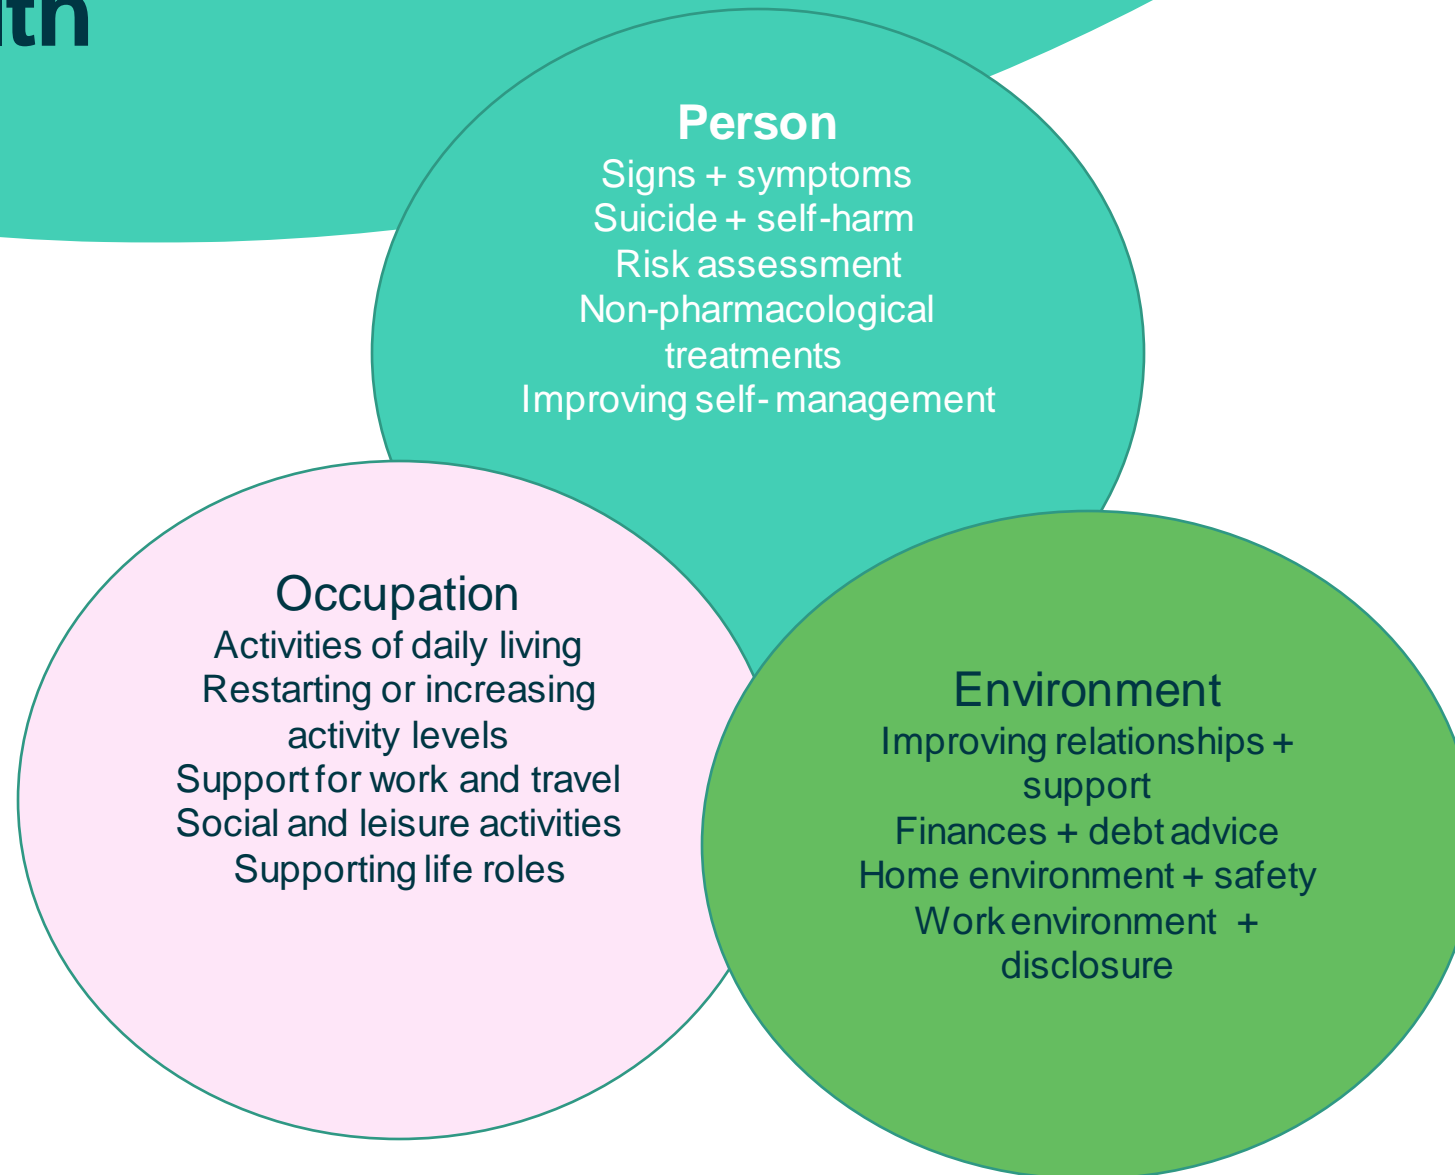 Person
Signs + symptoms
Suicide + self-harm
Risk assessment
Non-pharmacological
treatments
Improving self- management
Occupation
Activities of daily living
Restarting or increasing
activity levels
Support for work and travel
Social and leisure activities
Supporting life roles
Environment
Improving relationships +
support
Finances + debt advice
Home environment + safety
Work environment +
disclosure